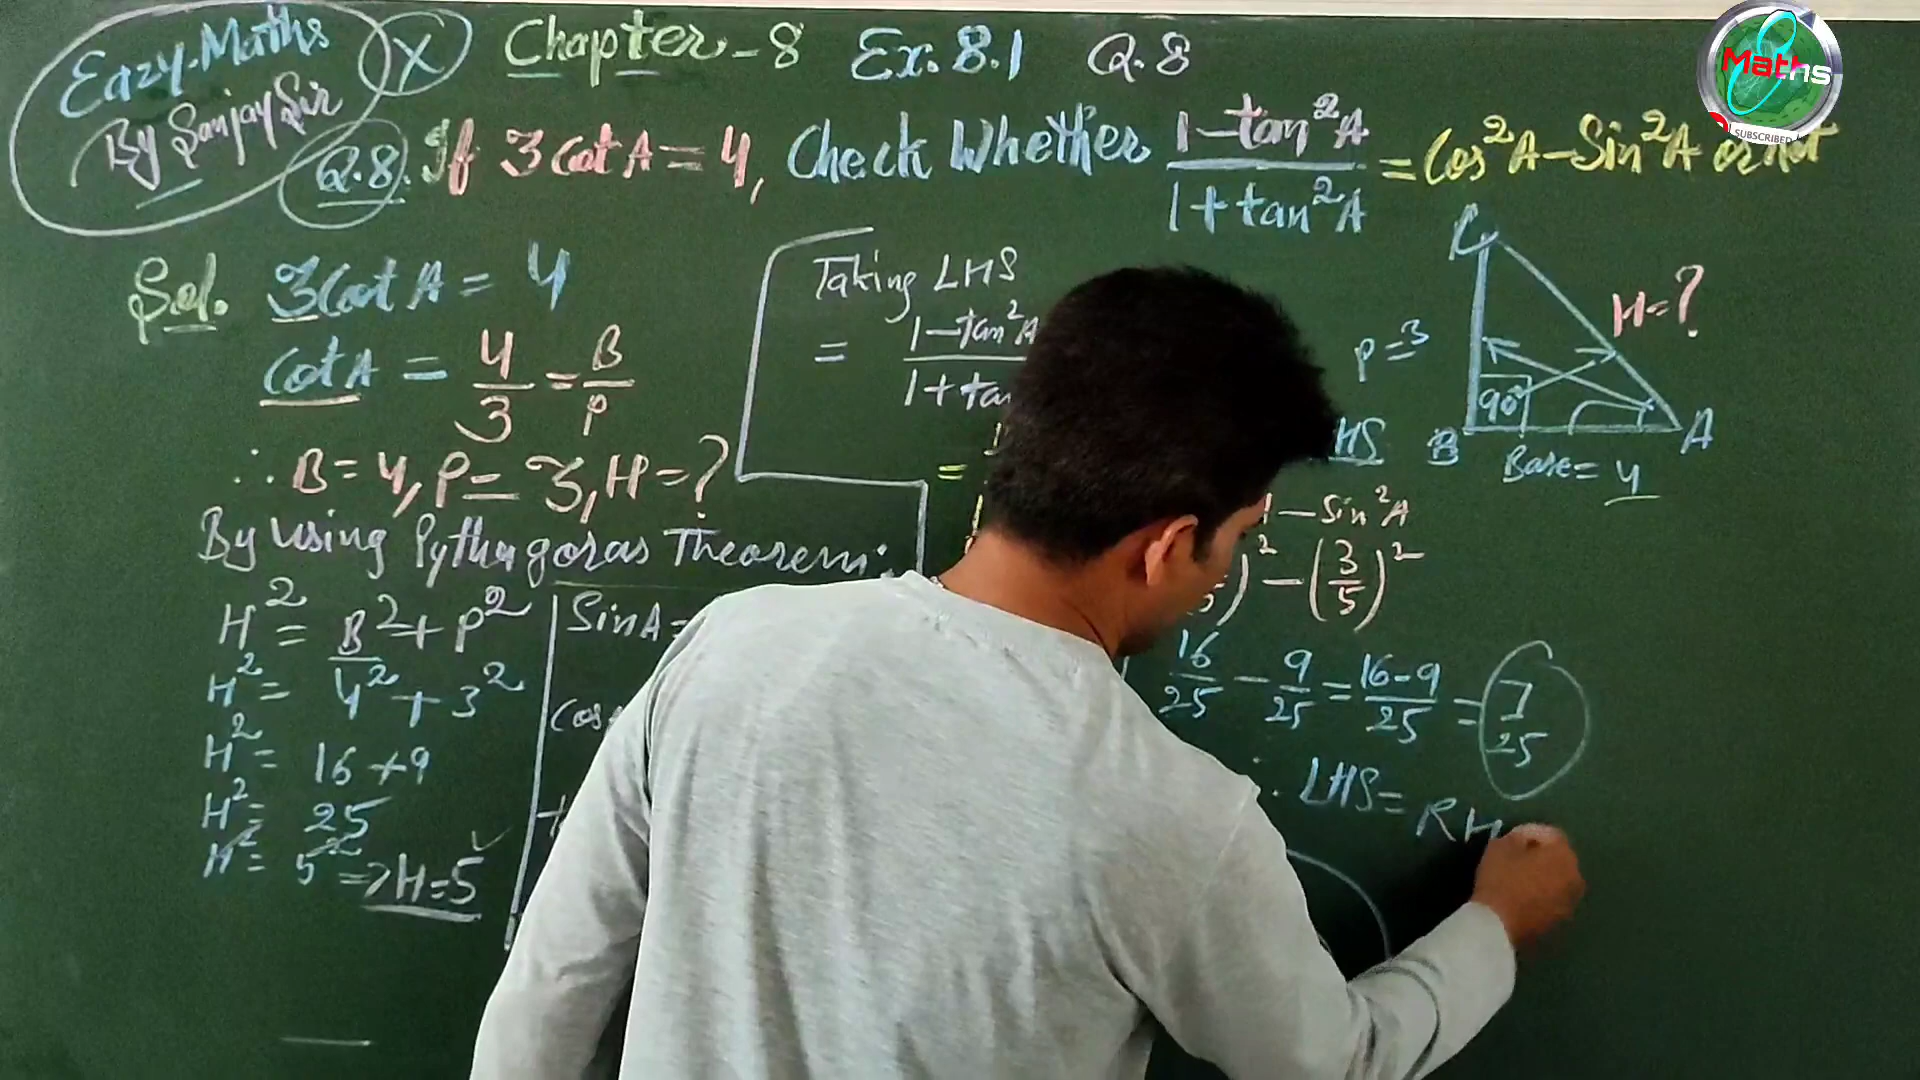 Eazy Maths
By Sanjay Sir
X
Chapter-8 Ex. 8.1 Q.8
Maths
SUBSCRIBED
Q.8. If 3 cot A = 4, Check Whether (1-tan²A)/(1+tan²A) = Cos²A-Sin²A or not
Sol. 3 cot A = 4
cot A = 4/3 = B/P
∴ B = 4, P = 3, H = ?
By using Pythagoras Theorem:
H² = B²+P²
H² = 4²+3²
H² = 16+9
H² = 25
H² = 5² => H=5
Sin A =
Taking LHS
= 1-tan²A
1+tan
=
C
H=?
P=3
90°
B
A
Base=4
HS
-Sin²A
)²-(3/5)²
16/25 - 9/25 = (16-9)/25 = 7/25
∴ LHS = RH